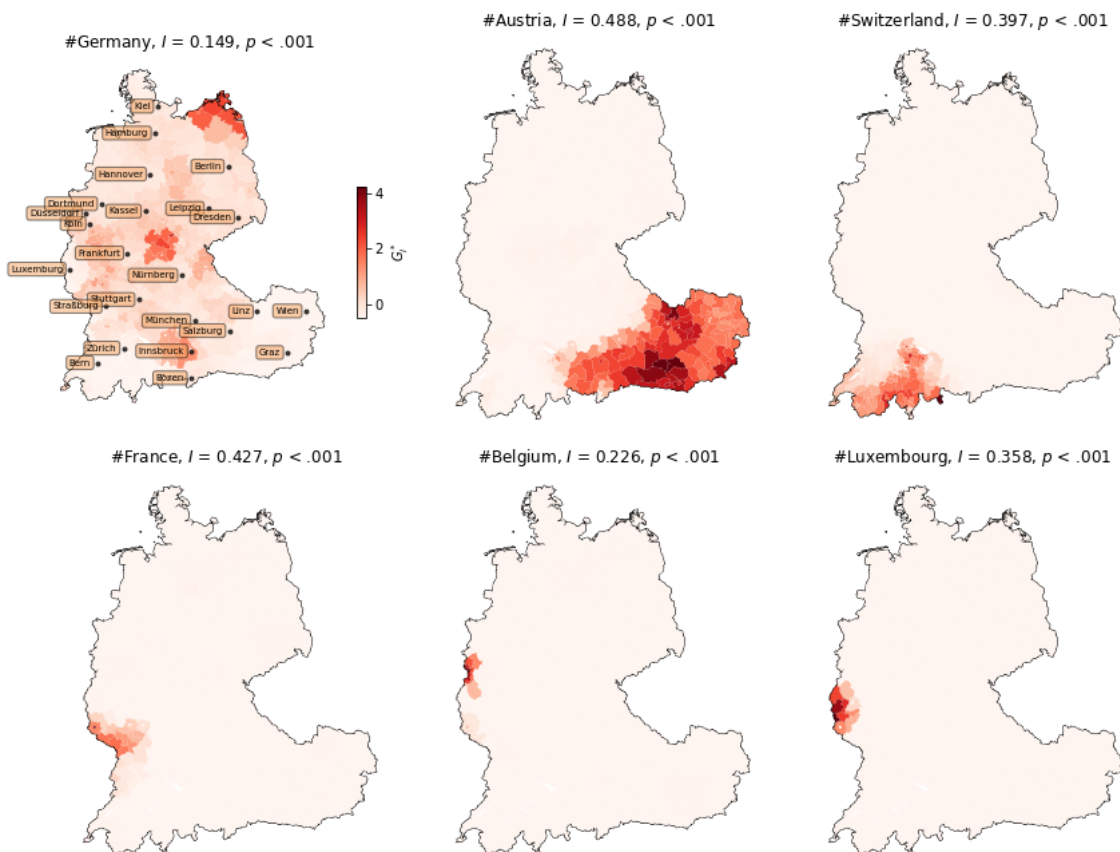 #Germany, I = 0.149, p < .001
#Austria, I = 0.488, p < .001
#Switzerland, I = 0.397, p < .001
Kiel
Hamburg
Berlin
Hannover
Dortmund
Düsseldorf
Köln
Kassel
Leipzig
Dresden
Frankfurt
Luxemburg
Nürnberg
Stuttgart
Straßburg
München
Linz
Wien
Salzburg
Zürich
Innsbruck
Graz
Bern
Bozen
4
2
0
G*i
#France, I = 0.427, p < .001
#Belgium, I = 0.226, p < .001
#Luxembourg, I = 0.358, p < .001